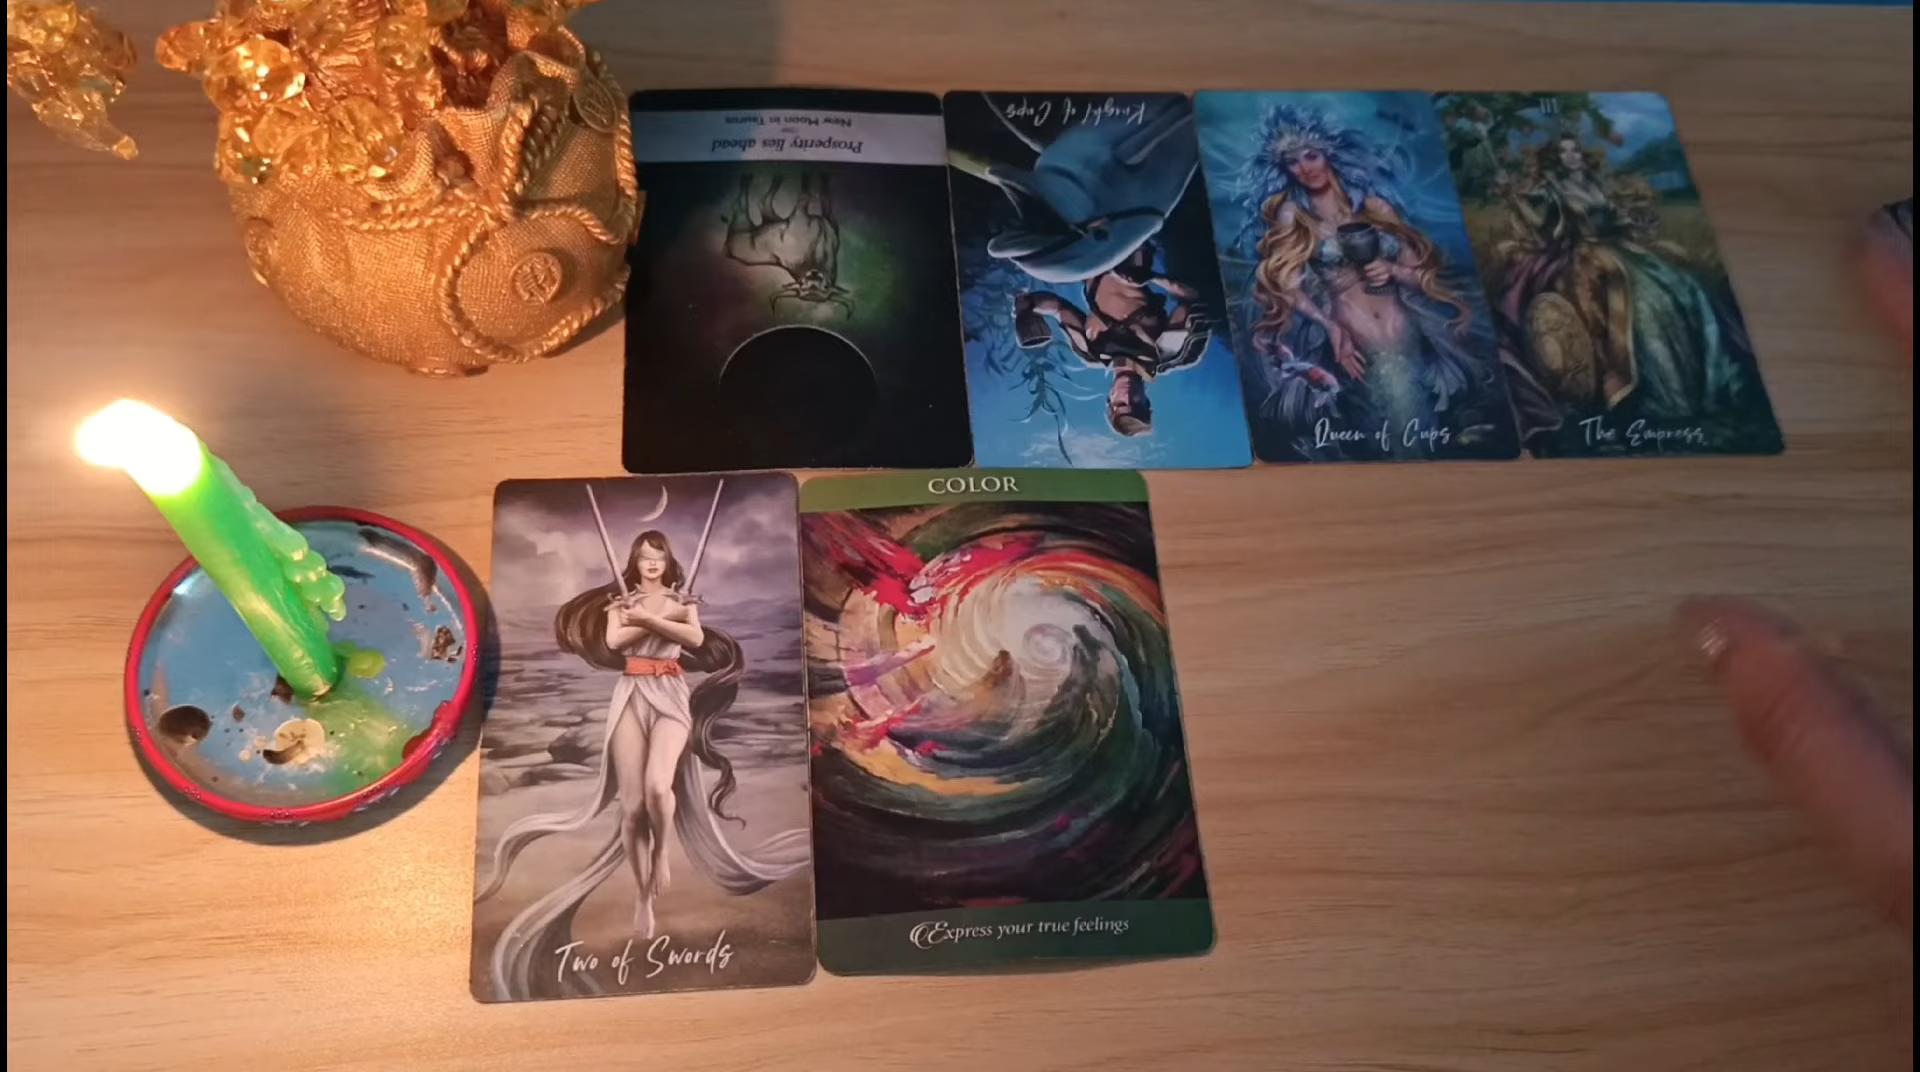 Prosperity lies ahead
New Moon in Taurus
Knight of Cups
III
Queen of Cups
The Empress
COLOR
Two of Swords
Express your true feelings